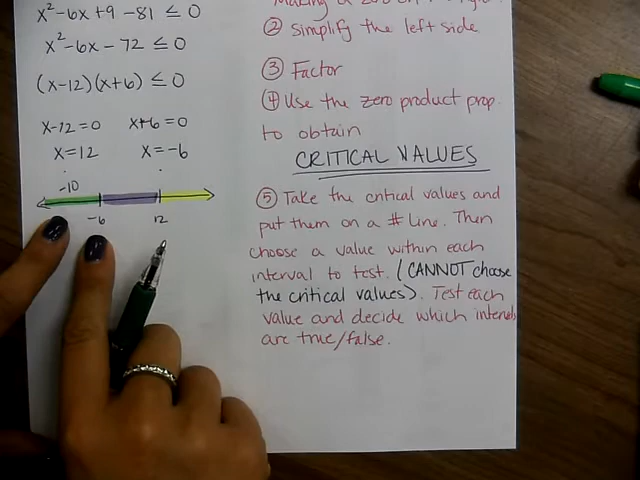 x² - 6x + 9 - 81 ≤ 0
x² - 6x - 72 ≤ 0
(x-12)(x+6) ≤ 0
x-12=0 x+6=0
x=12 x=-6
-10
-6 12
② Simplify the left side
③ Factor
④ Use the zero product prop.
to obtain
CRITICAL VALUES
⑤ Take the critical values and
put them on a # line. Then
choose a value within each
interval to test. (CANNOT choose
the critical values). Test each
value and decide which intervals
are true/false.